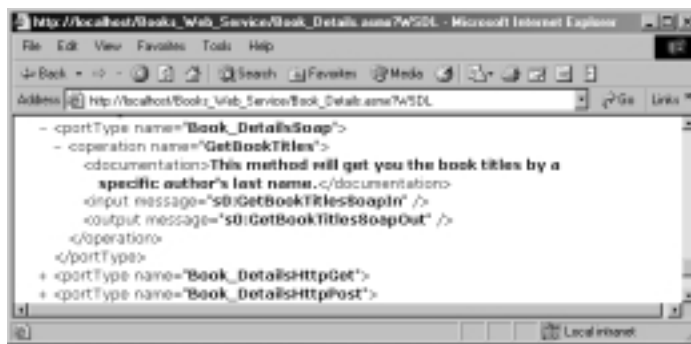 http://localhost/Books_Web_Service/Book_Details.asmx?WSDL - Microsoft Internet Explorer
File Edit View Favorites Tools Help
Back Search Favorites Media
Address http://localhost/Books_Web_Service/Book_Details.asmx?WSDL Go Links »
- <portType name="Book_DetailsSoap">
- <operation name="GetBookTitles">
<documentation>This method will get you the book titles by a
specific author's last name.</documentation>
<input message="s0:GetBookTitlesSoapIn" />
<output message="s0:GetBookTitlesSoapOut" />
</operation>
</portType>
+ <portType name="Book_DetailsHttpGet">
+ <portType name="Book_DetailsHttpPost">
Local intranet